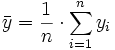 ȳ = 1/n · ∑_{i=1}^{n} y_i